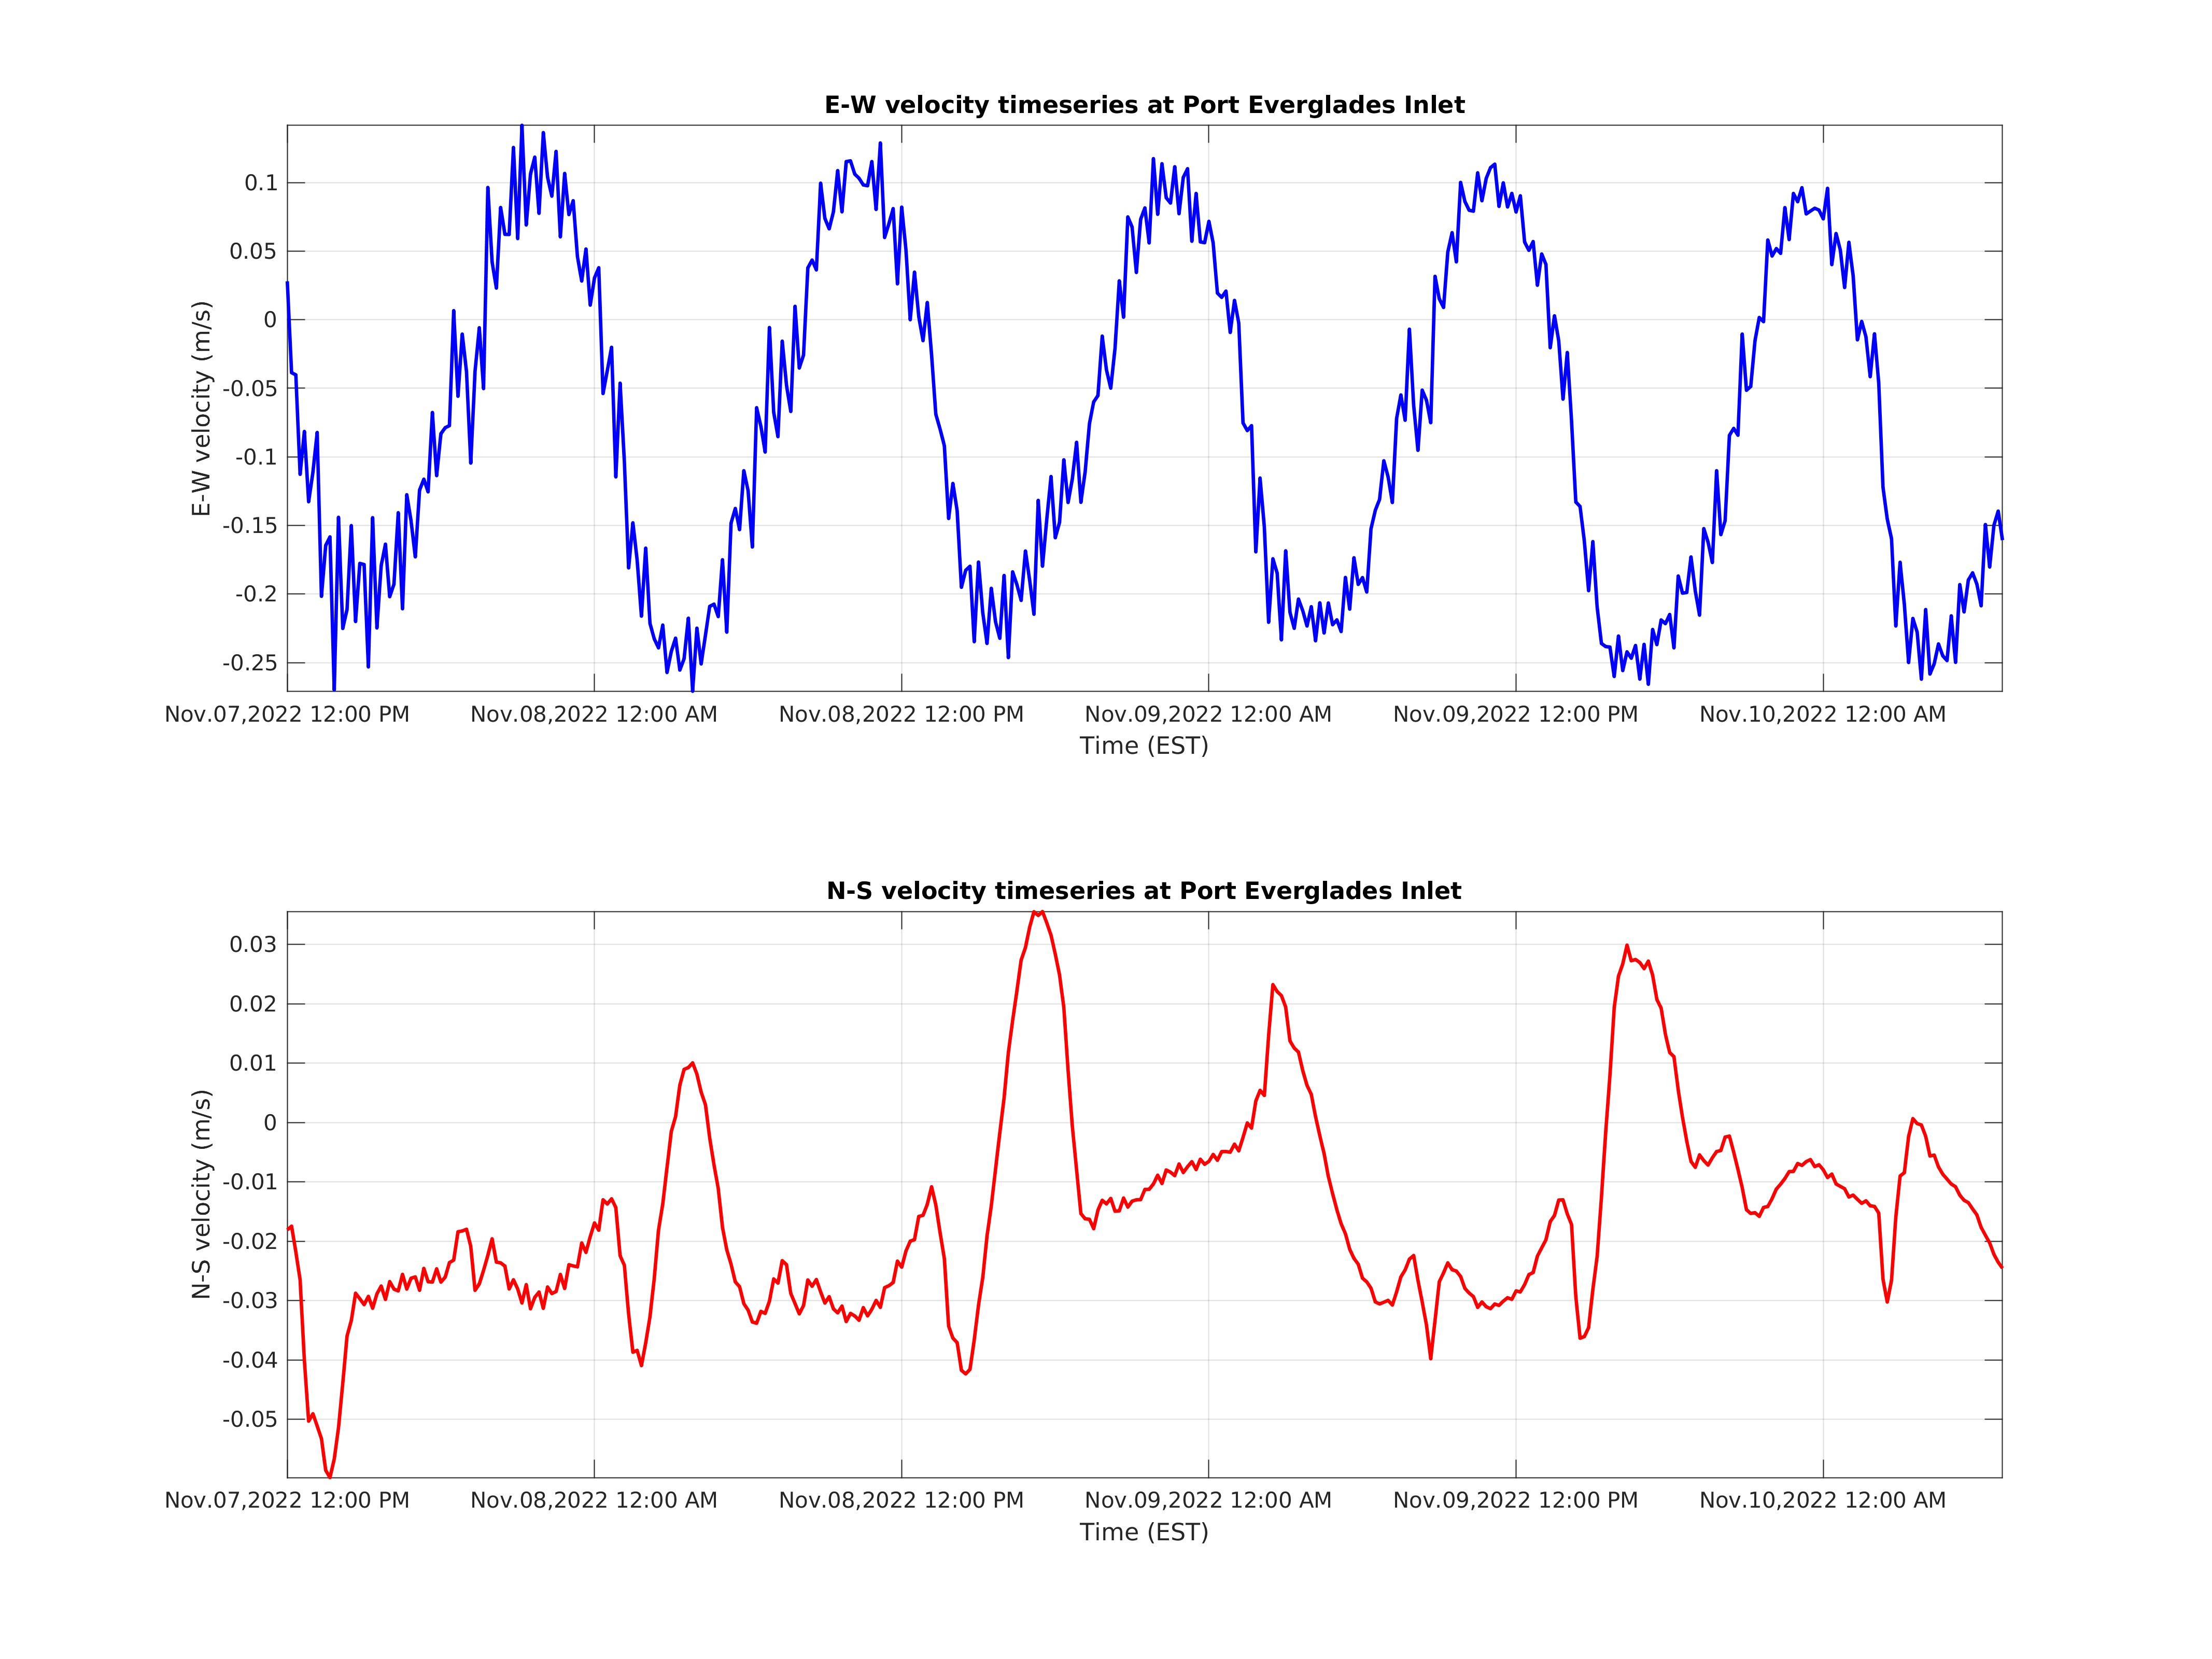 E-W velocity timeseries at Port Everglades Inlet
E-W velocity (m/s)
0.1
0.05
0
-0.05
-0.1
-0.15
-0.2
-0.25
Nov.07,2022 12:00 PM Nov.08,2022 12:00 AM Nov.08,2022 12:00 PM Nov.09,2022 12:00 AM Nov.09,2022 12:00 PM Nov.10,2022 12:00 AM
Time (EST)
N-S velocity timeseries at Port Everglades Inlet
N-S velocity (m/s)
0.03
0.02
0.01
0
-0.01
-0.02
-0.03
-0.04
-0.05
Nov.07,2022 12:00 PM Nov.08,2022 12:00 AM Nov.08,2022 12:00 PM Nov.09,2022 12:00 AM Nov.09,2022 12:00 PM Nov.10,2022 12:00 AM
Time (EST)